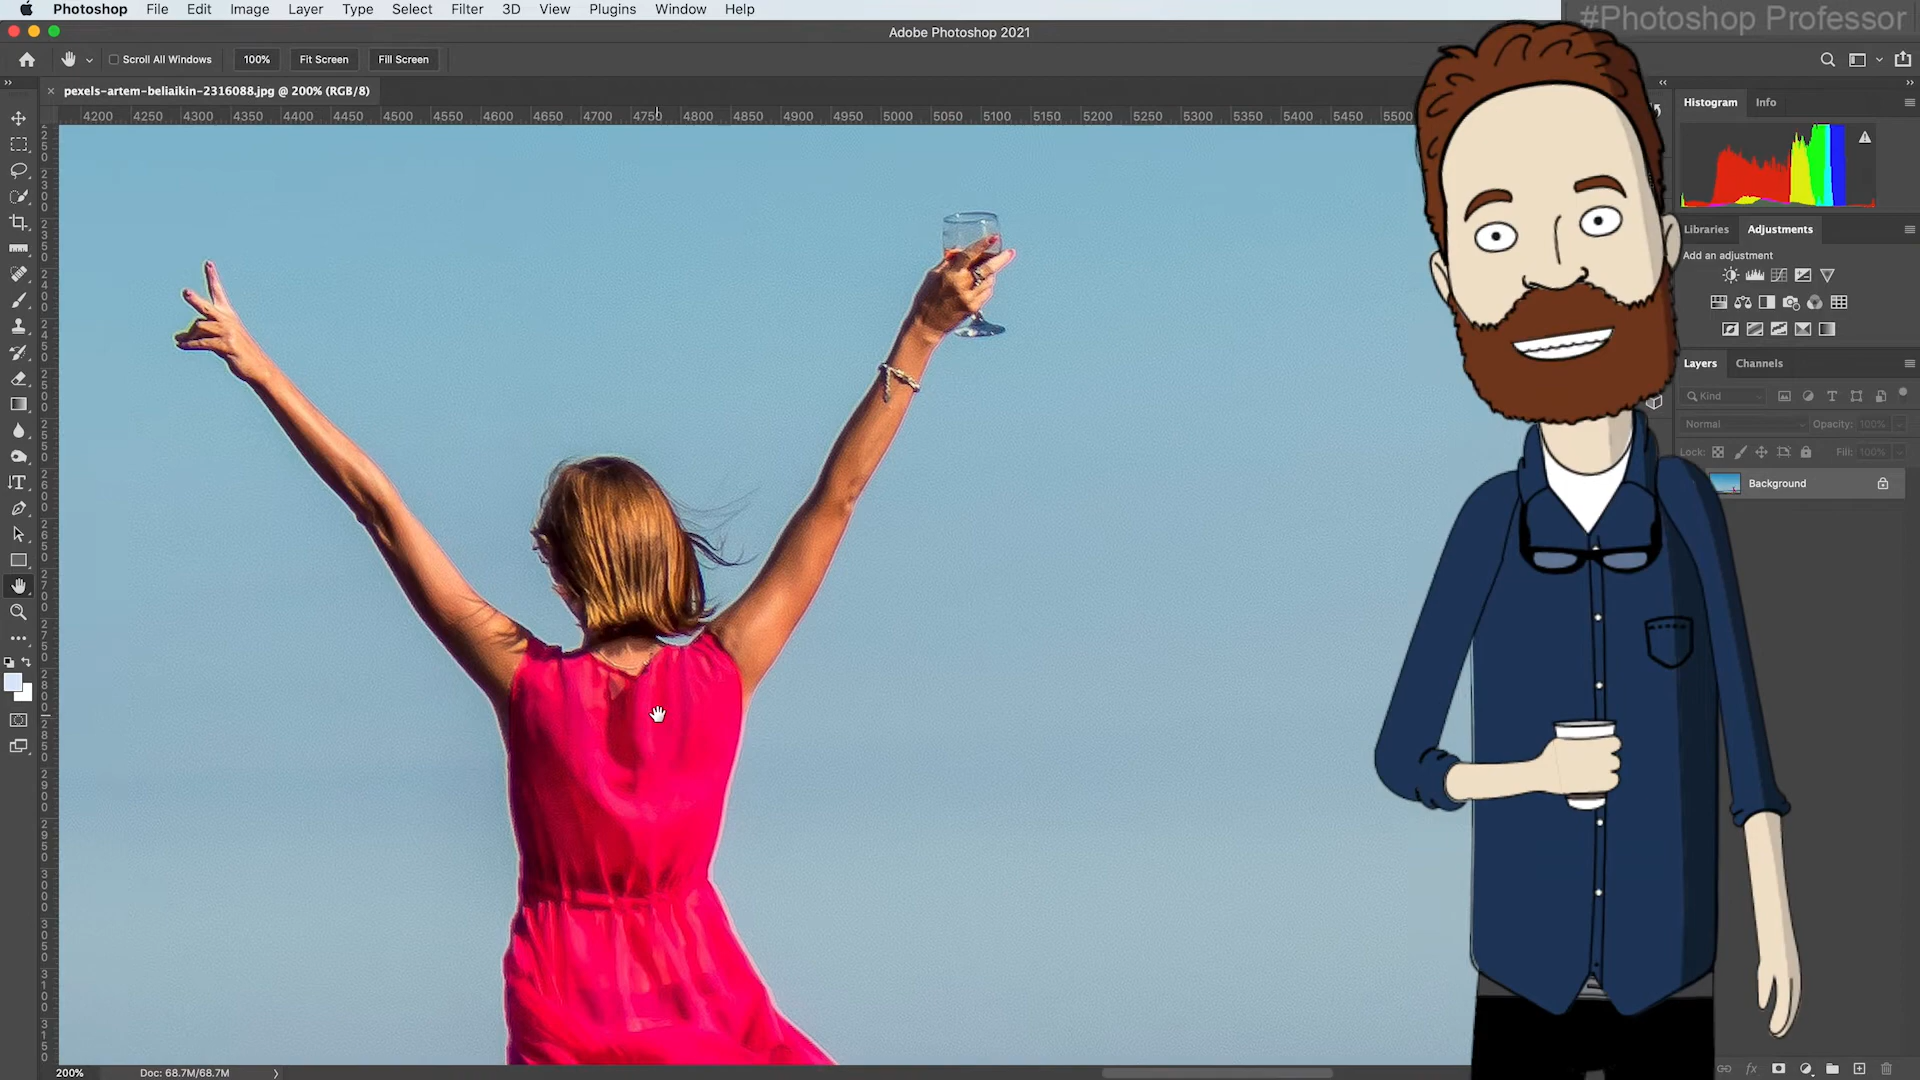 Photoshop File Edit Image Layer Type Select Filter 3D View Plugins Window Help
#Photoshop Professor
Adobe Photoshop 2021
Scroll All Windows 100% Fit Screen Fill Screen
pexels-artem-beliaikin-2316088.jpg @ 200% (RGB/8)
4200 4250 4300 4350 4400 4450 4500 4550 4600 4650 4700 4750 4800 4850 4900 4950 5000 5050 5100 5150 5200 5250 5300 5350 5400 5450 5500
Histogram Info
Libraries Adjustments
Add an adjustment
Layers Channels
Kind
Normal Opacity: 100%
Lock: Fill: 100%
Background
200% Doc: 68.7M/68.7M